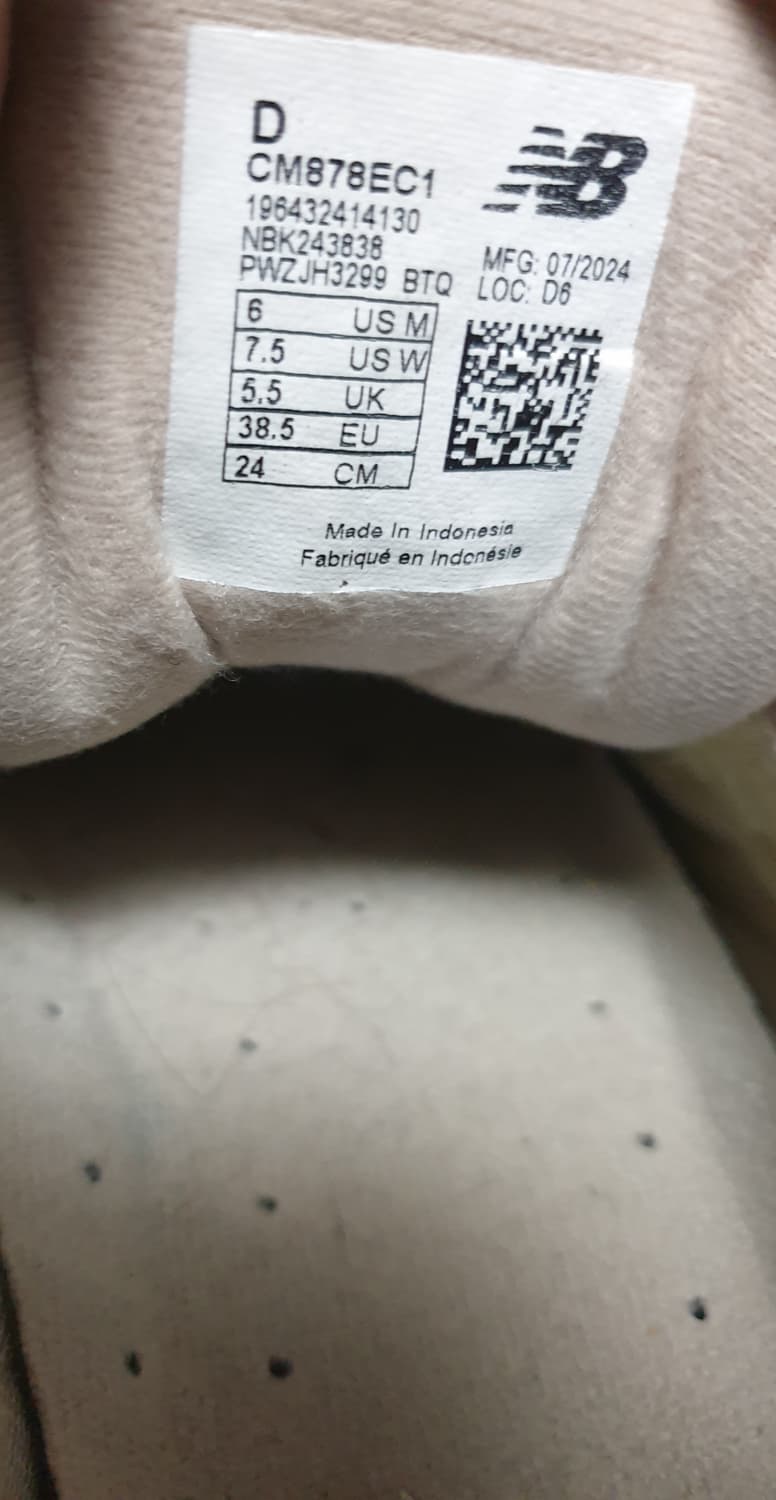 D
CM878EC1
196432414130
NBK243838
PWZJH3299 BTQ
NB
MFG: 07/2024
LOC: D6
6 US M
7.5 US W
5.5 UK
38.5 EU
24 CM
Made In Indonesia
Fabriqué en Indonésie